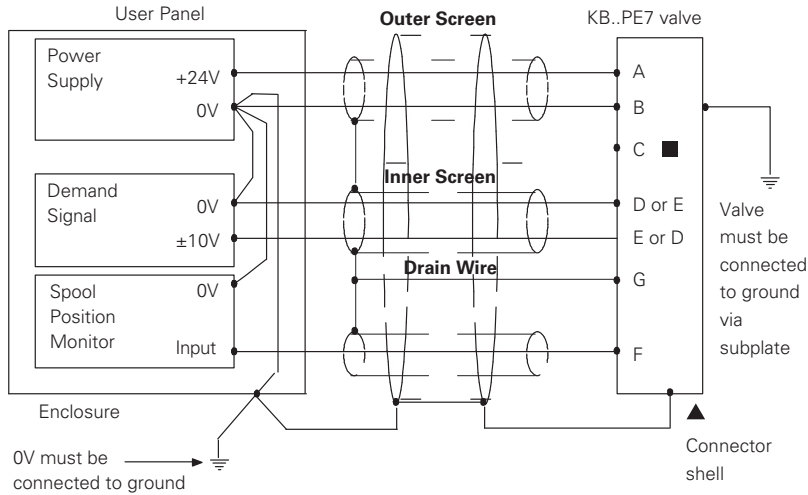 User Panel
Outer Screen
KB..PE7 valve
Power
Supply
+24V
0V
A
B
C
Inner Screen
Demand
Signal
0V
±10V
D or E
E or D
Valve
must be
connected
to ground
via
subplate
Drain Wire
Spool
Position
Monitor
0V
Input
G
F
Enclosure
Connector
shell
0V must be
connected to ground